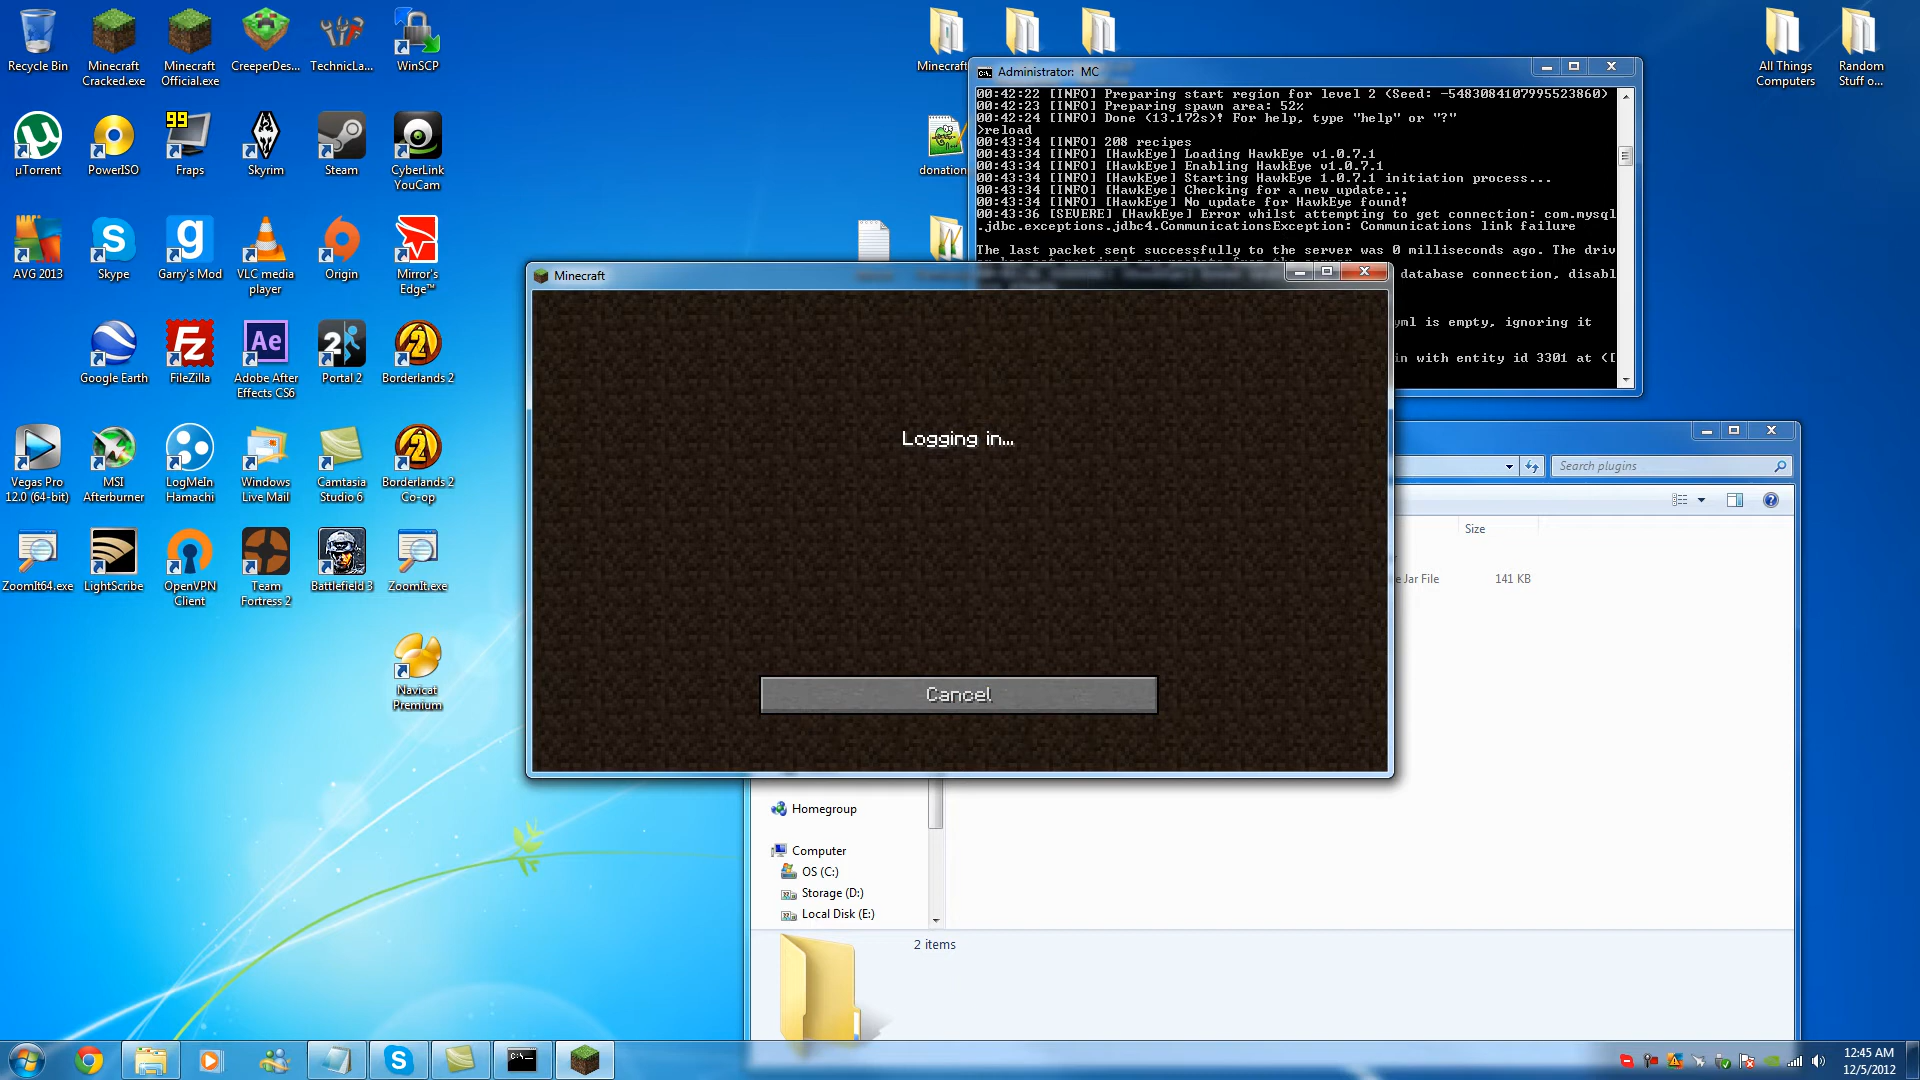 Recycle Bin
Minecraft Cracked.exe
Minecraft Official.exe
CreeperDes...
TechnicLa...
WinSCP
µTorrent
PowerISO
99
Fraps
Skyrim
Steam
CyberLink YouCam
AVG 2013
Skype
Garry's Mod
VLC media player
Origin
Mirror's Edge™
Google Earth
FileZilla
Adobe After Effects CS6
Portal 2
Borderlands 2
Vegas Pro 12.0 (64-bit)
MSI Afterburner
LogMeIn Hamachi
Windows Live Mail
Camtasia Studio 6
Borderlands 2 Co-op
ZoomIt64.exe
LightScribe
OpenVPN Client
Team Fortress 2
Battlefield 3
ZoomIt.exe
Navicat Premium
Minecraft
donation
All Things Computers
Random Stuff o...
Administrator: MC
00:42:22 [INFO] Preparing start region for level 2 (Seed: -5483084107995523860)
00:42:23 [INFO] Preparing spawn area: 52%
00:42:24 [INFO] Done (13.172s)! For help, type "help" or "?"
>reload
00:43:34 [INFO] 208 recipes
00:43:34 [INFO] [HawkEye] Loading HawkEye v1.0.7.1
00:43:34 [INFO] [HawkEye] Enabling HawkEye v1.0.7.1
00:43:34 [INFO] [HawkEye] Starting HawkEye 1.0.7.1 initiation process...
00:43:34 [INFO] [HawkEye] Checking for a new update...
00:43:34 [INFO] [HawkEye] No update for HawkEye found!
00:43:36 [SEVERE] [HawkEye] Error whilst attempting to get connection: com.mysql
.jdbc.exceptions.jdbc4.CommunicationsException: Communications link failure
The last packet sent successfully to the server was 0 milliseconds ago. The driv
database connection, disabl
yml is empty, ignoring it
in with entity id 3301 at ([
Minecraft
Logging in...
Cancel
Search plugins
Size
e Jar File
141 KB
Homegroup
Computer
OS (C:)
Storage (D:)
Local Disk (E:)
2 items
12:45 AM
12/5/2012